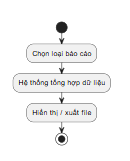 Chọn loại báo cáo
Hệ thống tổng hợp dữ liệu
Hiển thị / xuất file